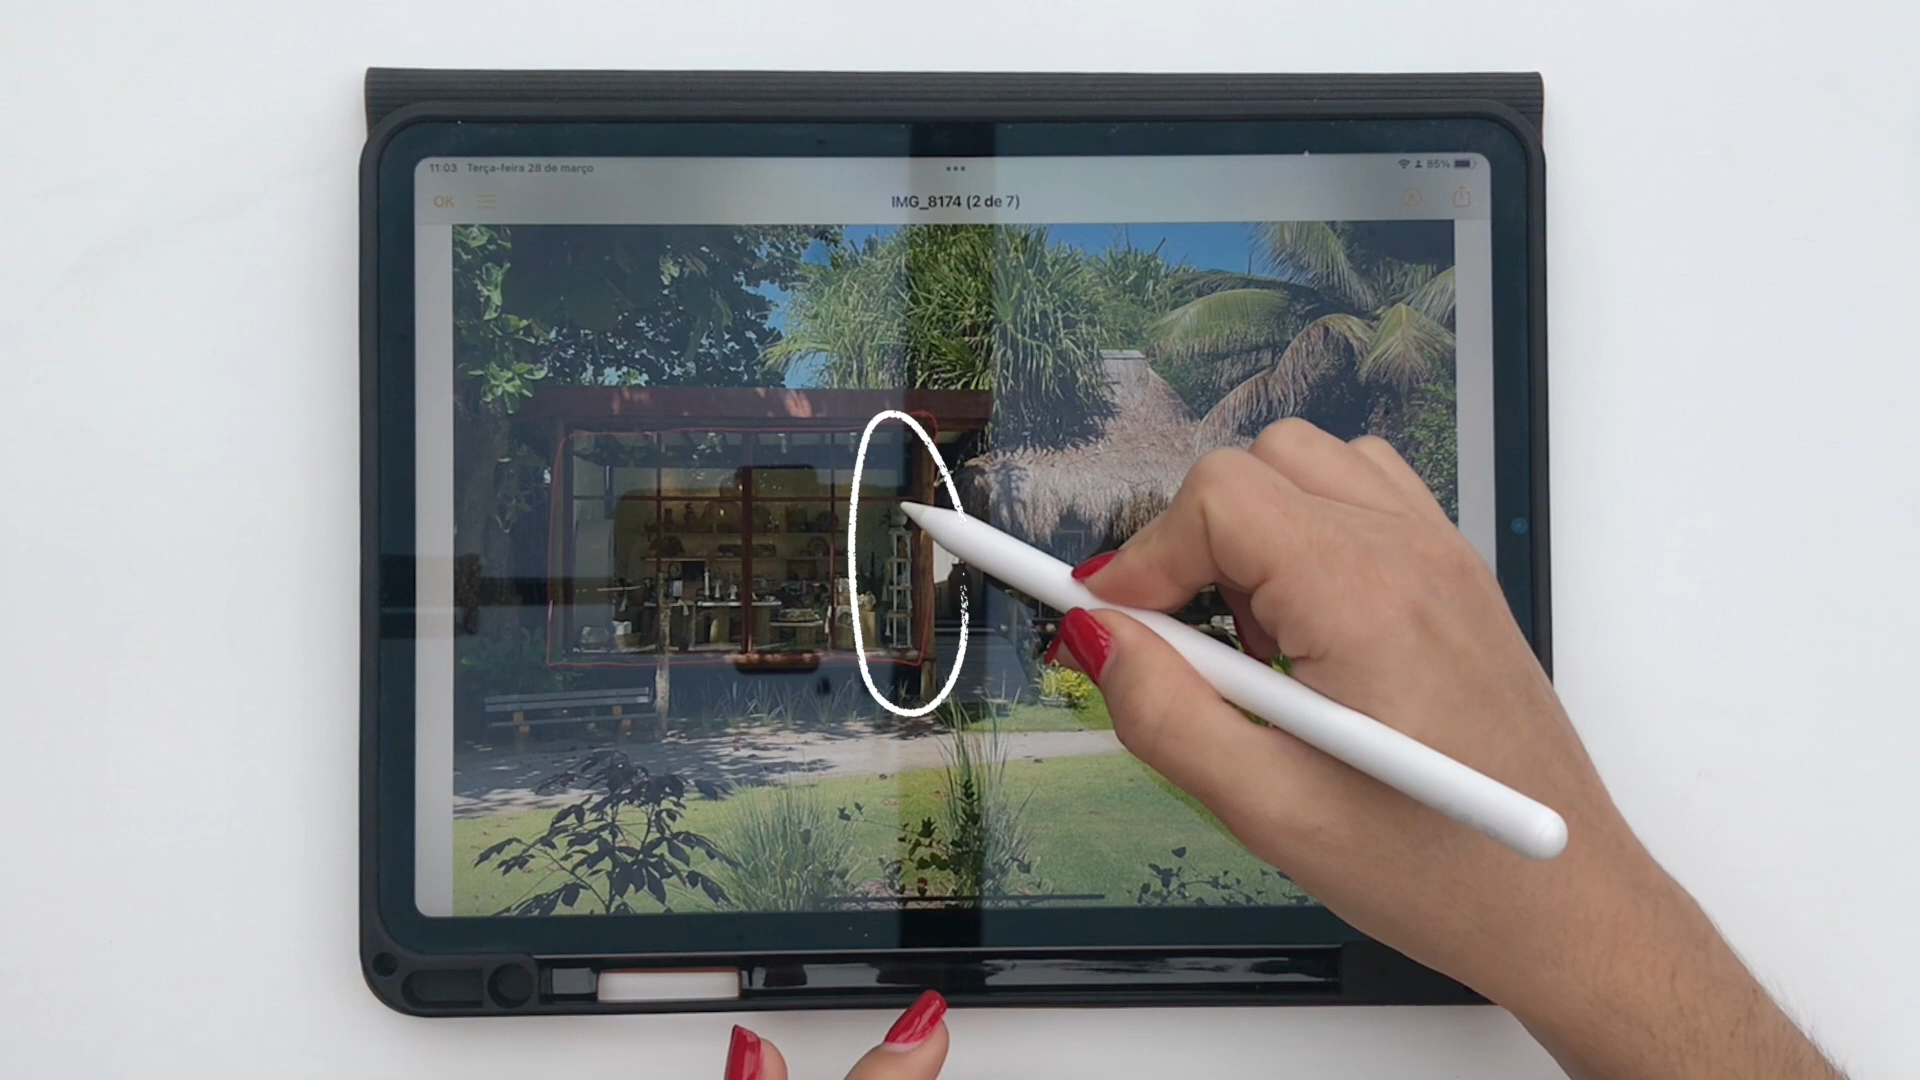 11:03 Terça-feira 28 de março
85%
OK
IMG_8174 (2 de 7)